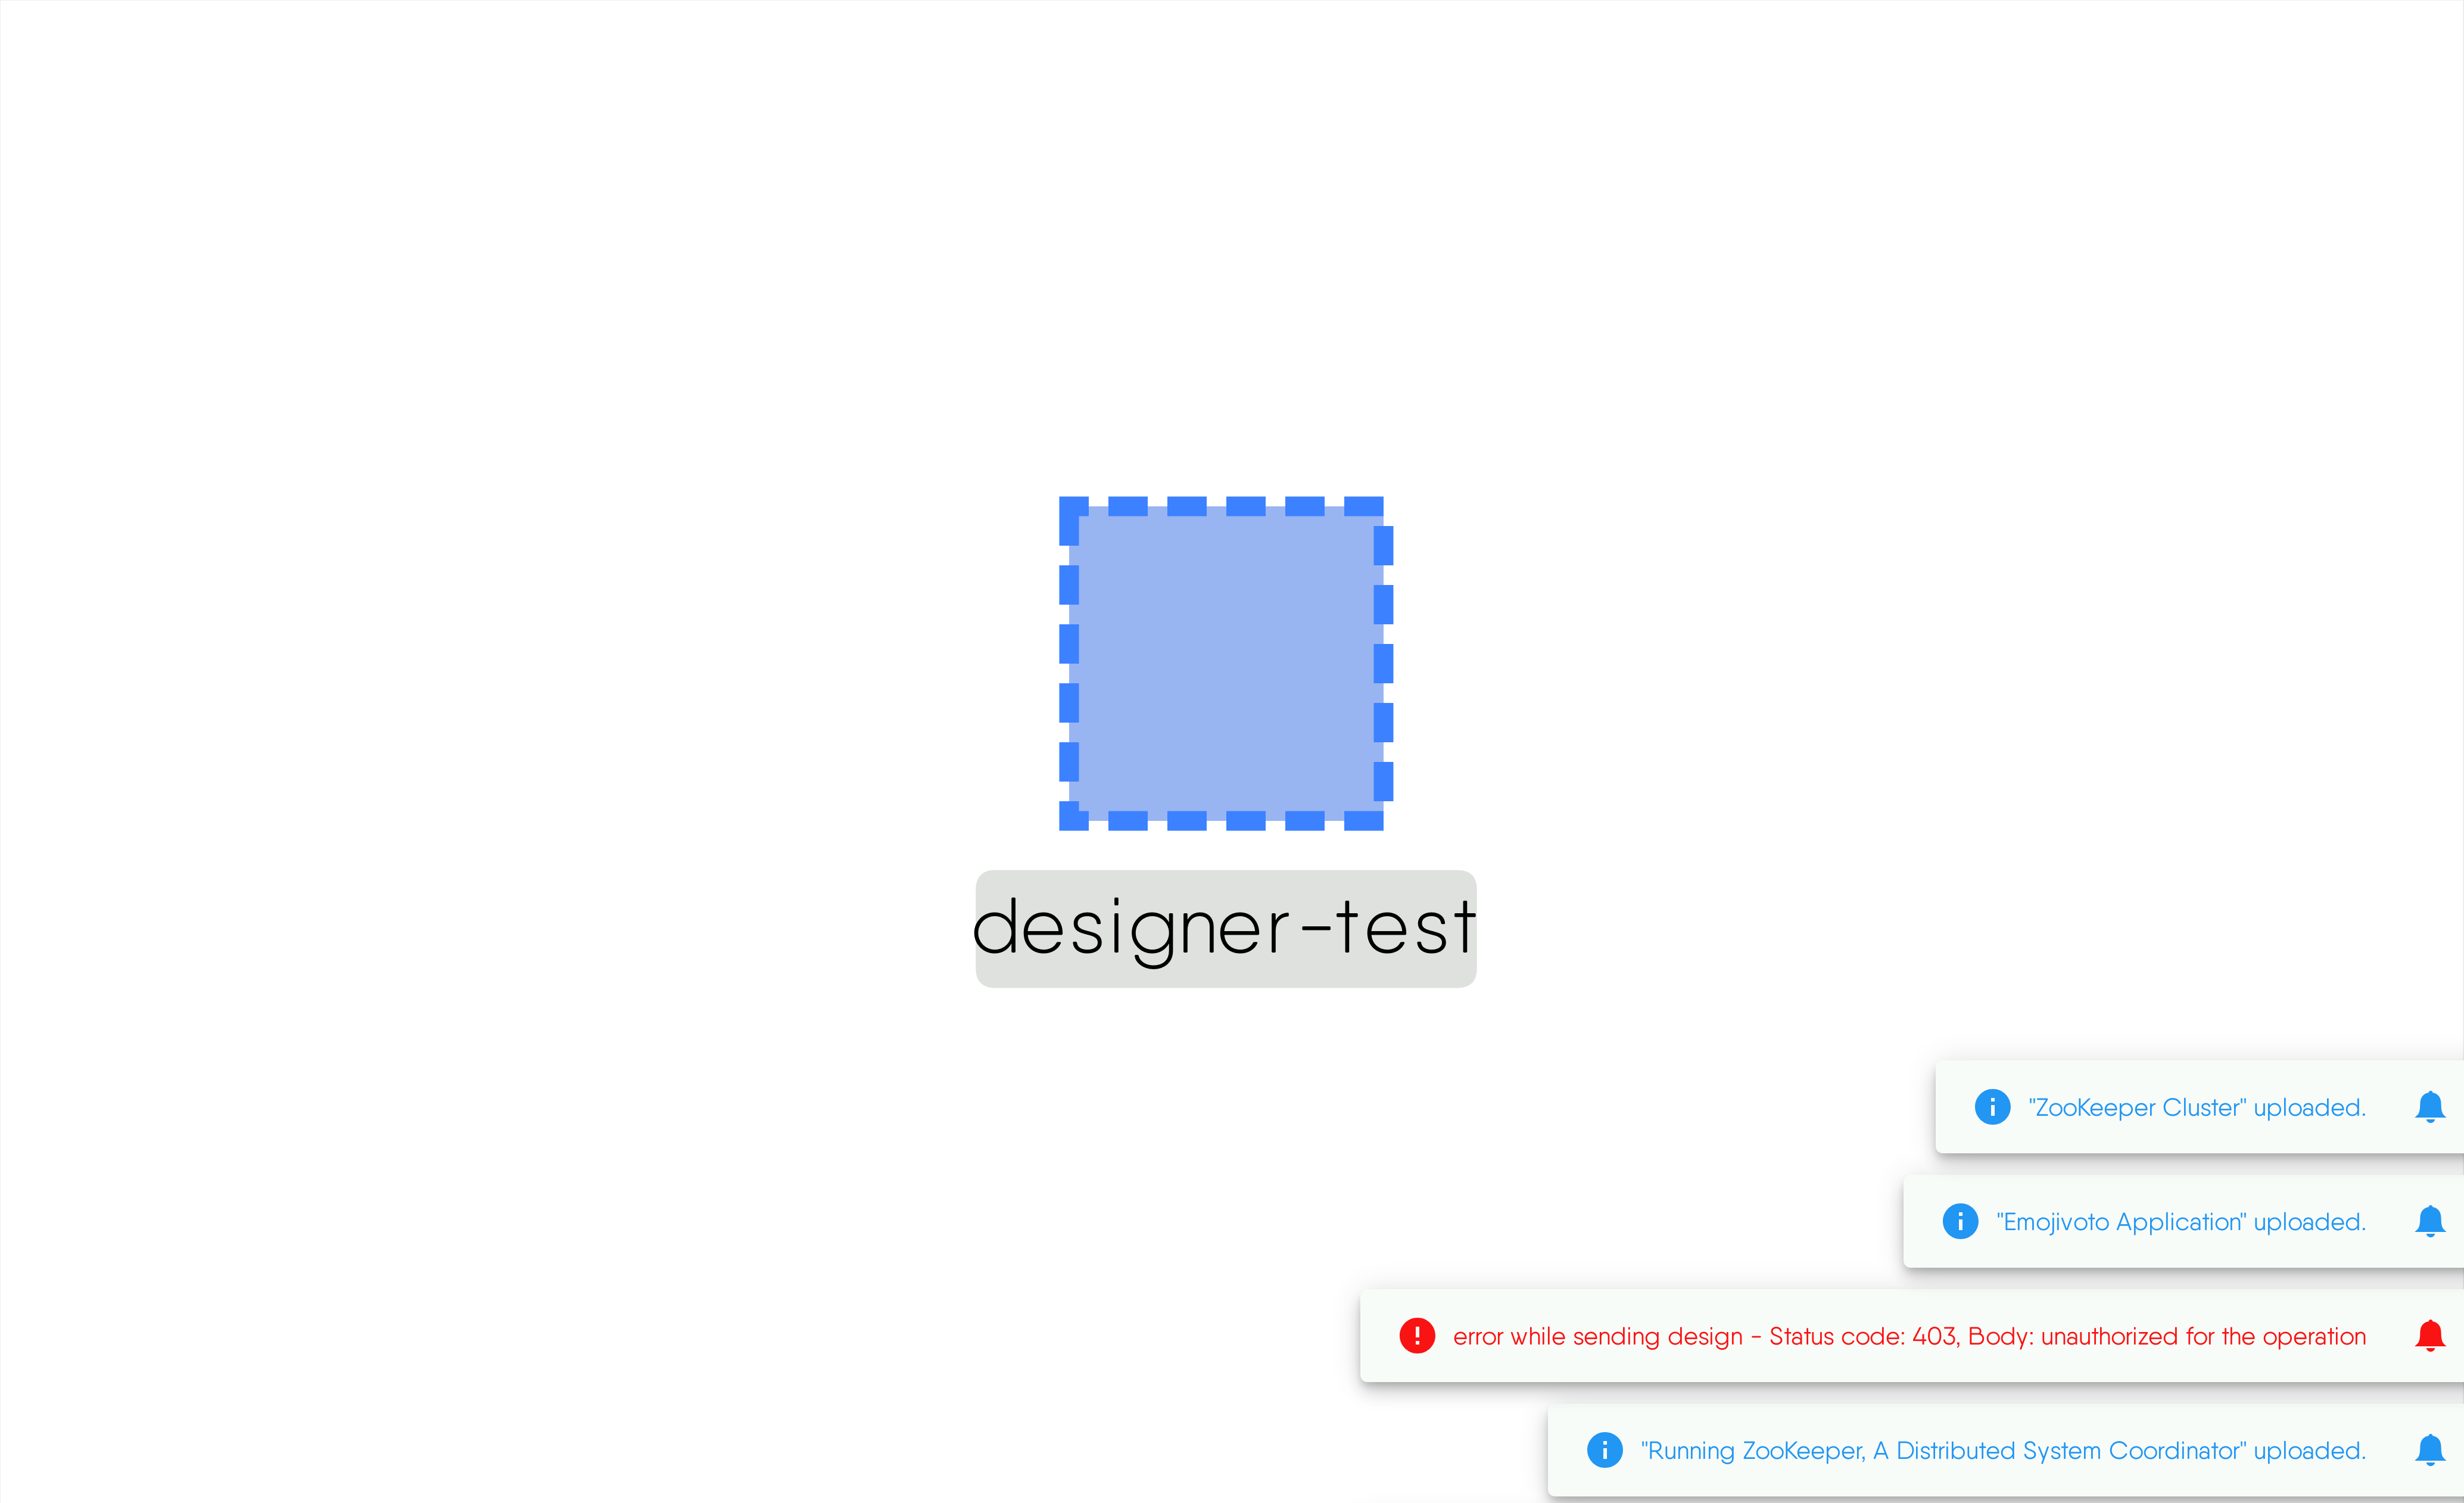 designer-test
"ZooKeeper Cluster" uploaded.
"Emojivoto Application" uploaded.
error while sending design - Status code: 403, Body: unauthorized for the operation
"Running ZooKeeper, A Distributed System Coordinator" uploaded.